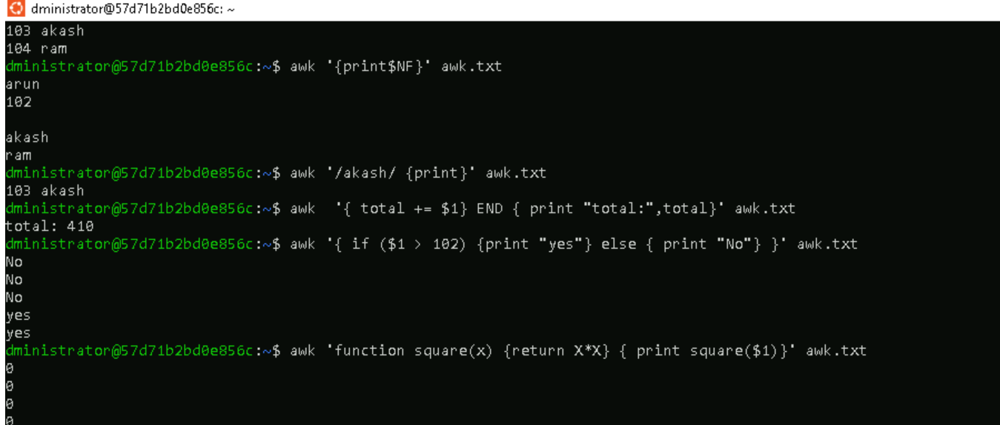 dministrator@57d71b2bd0e856c: ~
103 akash
104 ram
dministrator@57d71b2bd0e856c:~$ awk '{print$NF}' awk.txt
arun
102

akash
ram
dministrator@57d71b2bd0e856c:~$ awk '/akash/ {print}' awk.txt
103 akash
dministrator@57d71b2bd0e856c:~$ awk  '{ total += $1} END { print "total:",total}' awk.txt
total: 410
dministrator@57d71b2bd0e856c:~$ awk '{ if ($1 > 102) {print "yes"} else { print "No"} }' awk.txt
No
No
No
yes
yes
dministrator@57d71b2bd0e856c:~$ awk 'function square(x) {return X*X} { print square($1)}' awk.txt
0
0
0
0